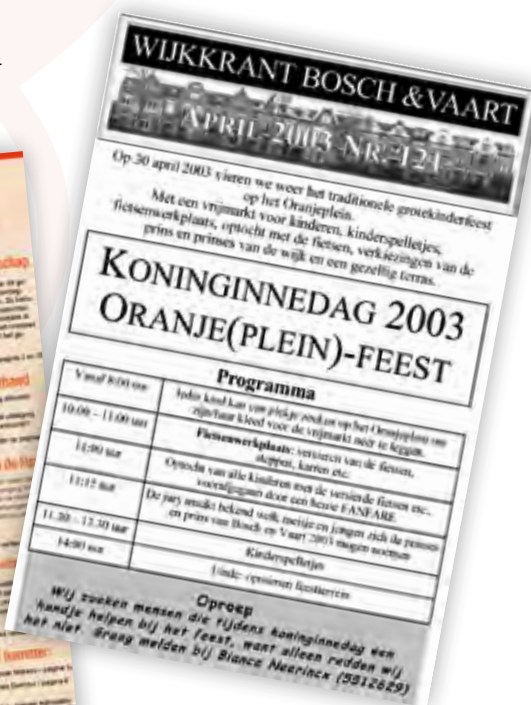 WIJKKRANT BOSCH & VAART
APRIL 2003 NR. 121
Op 30 april 2003 vieren we weer het traditionele grotekinderfeest
op het Oranjeplein.
Met een vrijmarkt voor kinderen, kinderspelletjes,
fietsenwerkplaats, optocht met de fietsen, verkiezingen van de
prins en prinses van de wijk en een gezellig terras.
KONINGINNEDAG 2003
ORANJE(PLEIN)-FEEST
Programma
Vanaf 8:00 uur
Ieder kind kan een plekje zoeken op het Oranjeplein om
zijn/haar kleed voor de vrijmarkt neer te leggen.
10:00 – 11:00 uur
Fietsenwerkplaats: versieren van de fietsen,
steppen, karren etc.
11:00 uur
Optocht van alle kinderen met de versierde fietsen etc.,
voorafgegaan door een heuse FANFARE.
11:15 uur
De jury maakt bekend welk meisje en jongen zich de prinses
en prins van Bosch en Vaart 2003 mogen noemen
11.30 – 12.30 uur
Kinderspelletjes
14:00 uur
Einde opruimen feestterrein
Oproep
Wij zoeken mensen die tijdens koninginnedag een
handje helpen bij het feest, want alleen redden wij
het niet. Graag melden bij Bianca Neerincx (5312629)